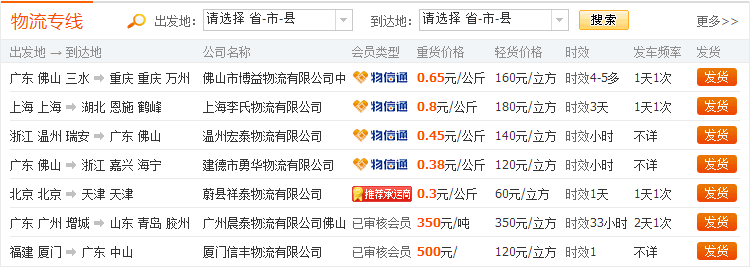 物流专线 出发地： 请选择 省-市-县 到达地： 请选择 省-市-县 搜索 更多>>
出发地 → 到达地 公司名称 会员类型 重货价格 轻货价格 时效 发车频率 发货
广东 佛山 三水 重庆 重庆 万州 佛山市博益物流有限公司中 物信通 0.65元/公斤 160元/立方 时效4-5多 1天1次 发货
上海 上海 湖北 恩施 鹤峰 上海李氏物流有限公司 物信通 0.8元/公斤 180元/立方 时效3天 1天1次 发货
浙江 温州 瑞安 广东 佛山 温州宏泰物流有限公司 物信通 0.45元/公斤 140元/立方 时效小时 不详 发货
广东 佛山 浙江 嘉兴 海宁 建德市勇华物流有限公司 物信通 0.38元/公斤 120元/立方 时效小时 不详 发货
北京 北京 天津 天津 蔚县祥泰物流有限公司 推荐承运商 0.3元/公斤 60元/立方 时效1天 1天1次 发货
广东 广州 增城 山东 青岛 胶州 广州晨泰物流有限公司佛山 已审核会员 350元/吨 350元/立方 时效33小时 2天1次 发货
福建 厦门 广东 中山 厦门信丰物流有限公司 已审核会员 500元/ 120元/立方 时效1 不详 发货